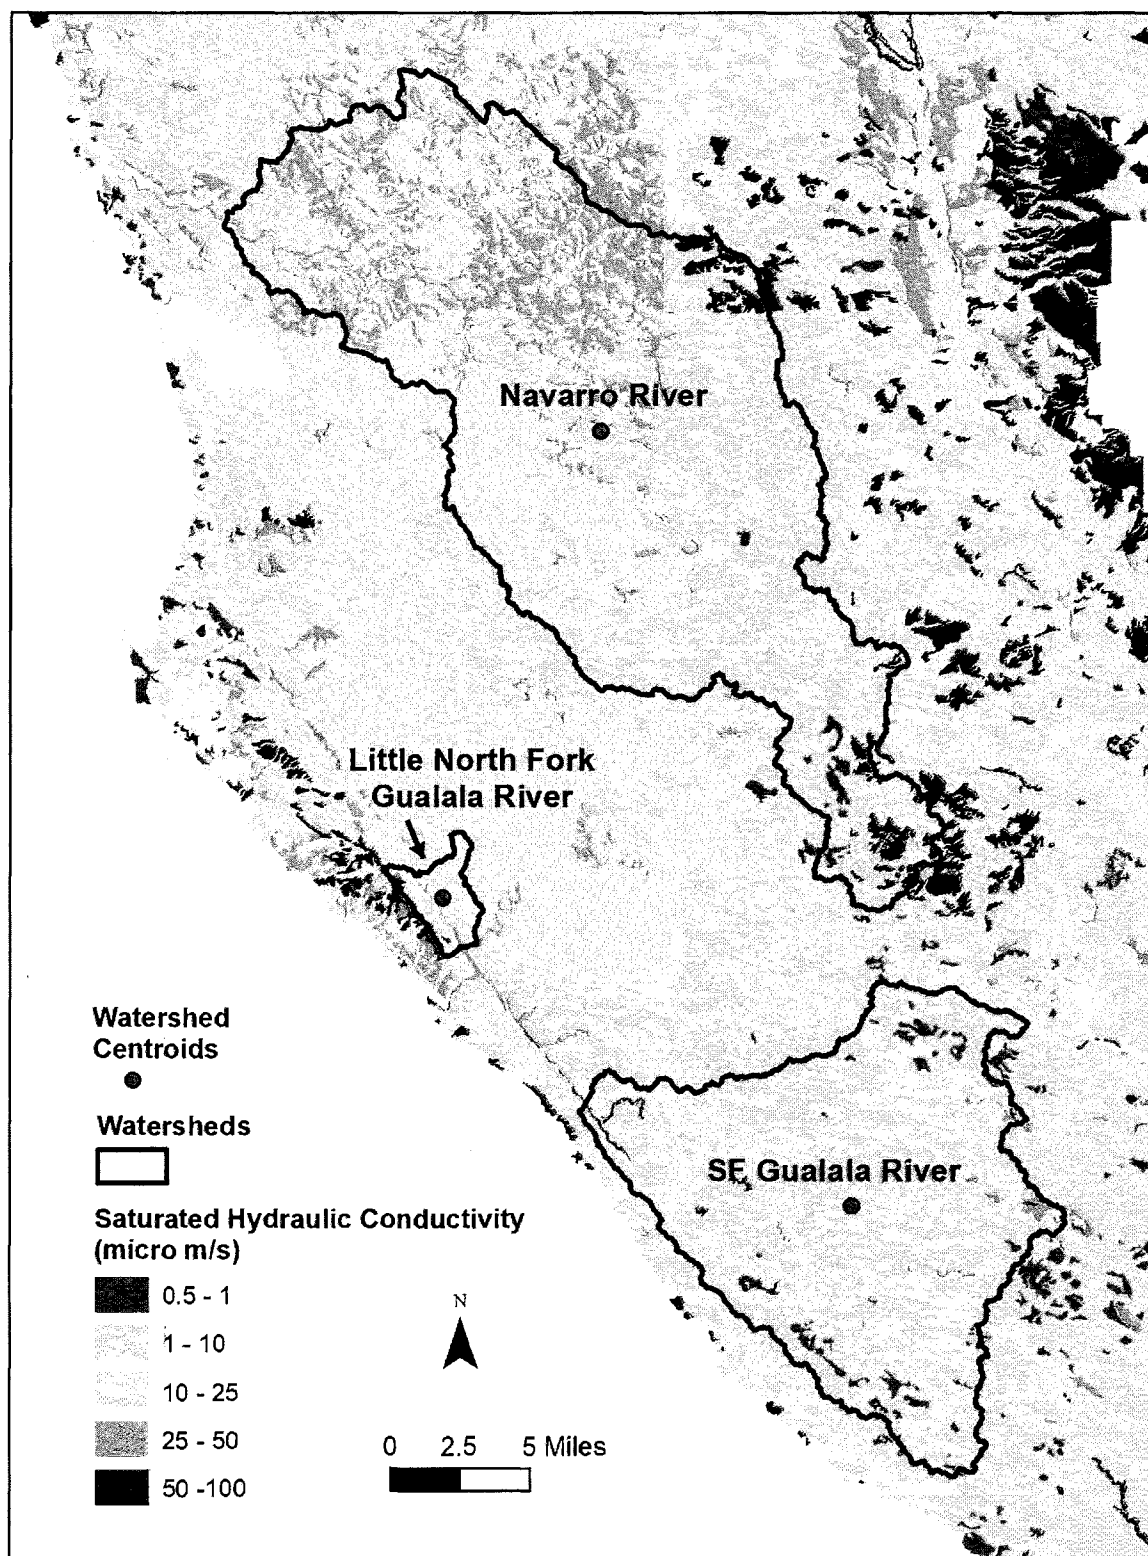 Navarro River
Little North Fork
Gualala River
SF Gualala River
Watershed
Centroids
Watersheds
Saturated Hydraulic Conductivity
(micro m/s)
0.5 - 1
1 - 10
10 - 25
25 - 50
50 -100
N
0 2.5 5 Miles